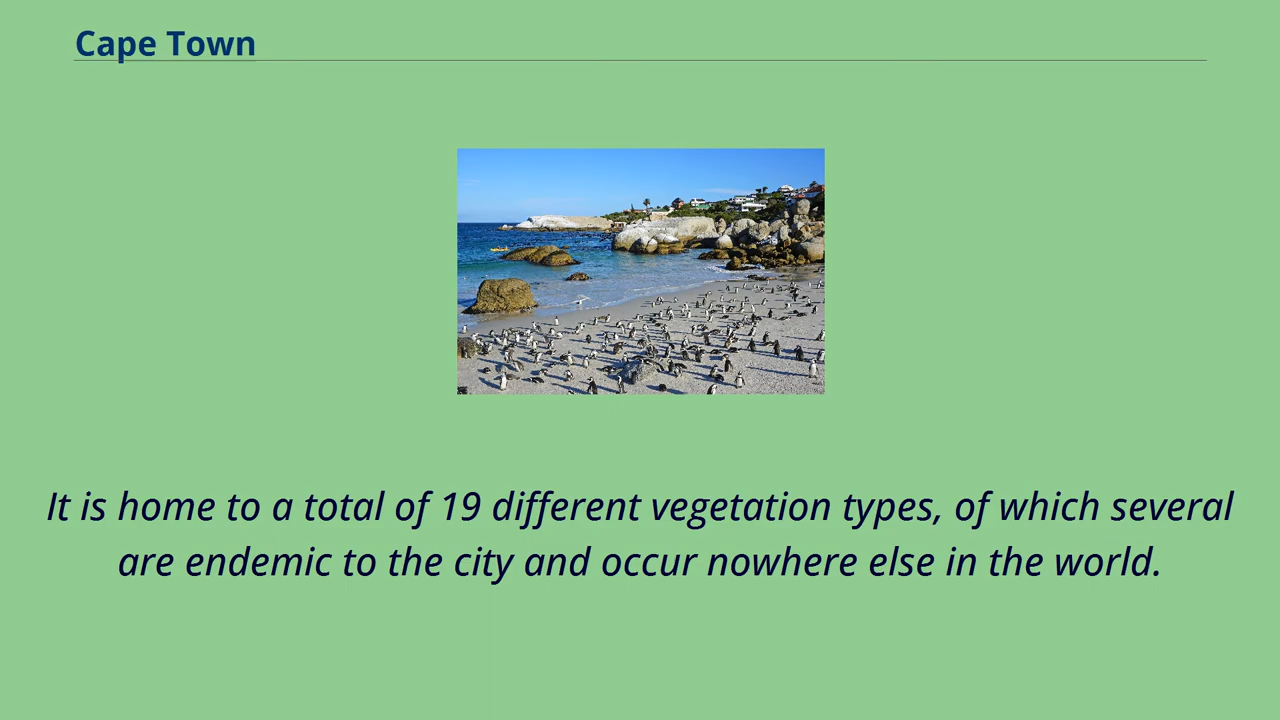 Cape Town
It is home to a total of 19 different vegetation types, of which several
are endemic to the city and occur nowhere else in the world.